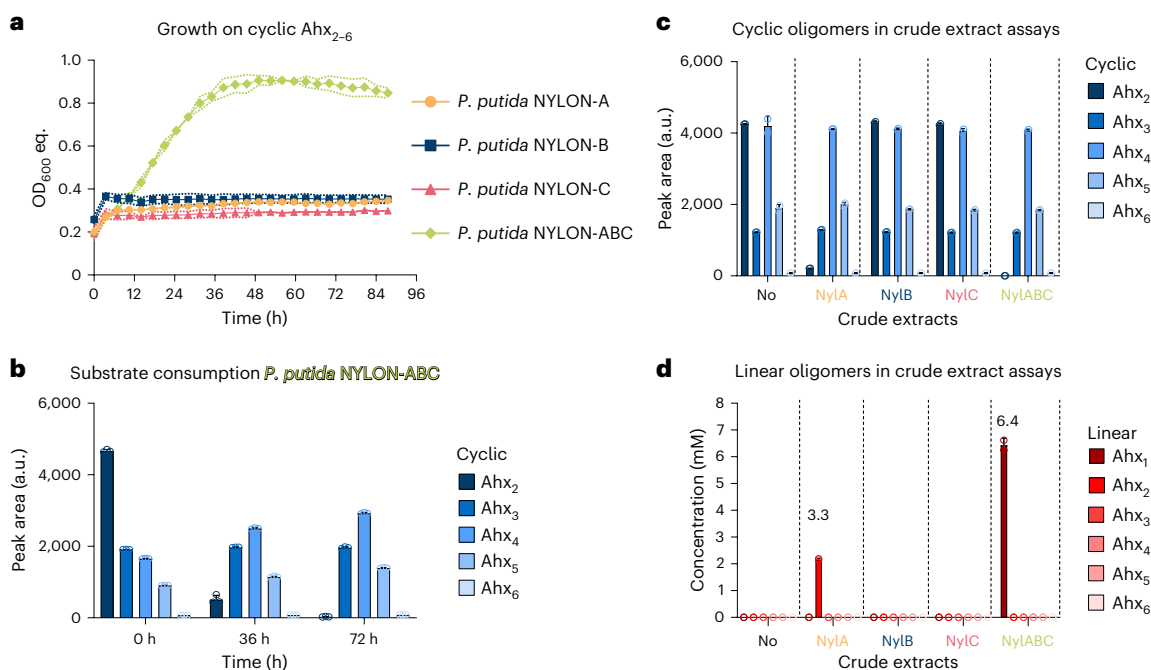 a
Growth on cyclic Ahx2–6
1.0
0.8
0.6
0.4
0.2
0
OD600 eq.
0 12 24 36 48 60 72 84 96
Time (h)
P. putida NYLON-A
P. putida NYLON-B
P. putida NYLON-C
P. putida NYLON-ABC
b
Substrate consumption P. putida NYLON-ABC
6,000
4,000
2,000
0
Peak area (a.u.)
0 h 36 h 72 h
Time (h)
Cyclic
Ahx2
Ahx3
Ahx4
Ahx5
Ahx6
c
Cyclic oligomers in crude extract assays
6,000
4,000
2,000
0
Peak area (a.u.)
No NylA NylB NylC NylABC
Crude extracts
Cyclic
Ahx2
Ahx3
Ahx4
Ahx5
Ahx6
d
Linear oligomers in crude extract assays
8
7
6
5
4
3
2
1
0
Concentration (mM)
3.3
6.4
No NylA NylB NylC NylABC
Crude extracts
Linear
Ahx1
Ahx2
Ahx3
Ahx4
Ahx5
Ahx6